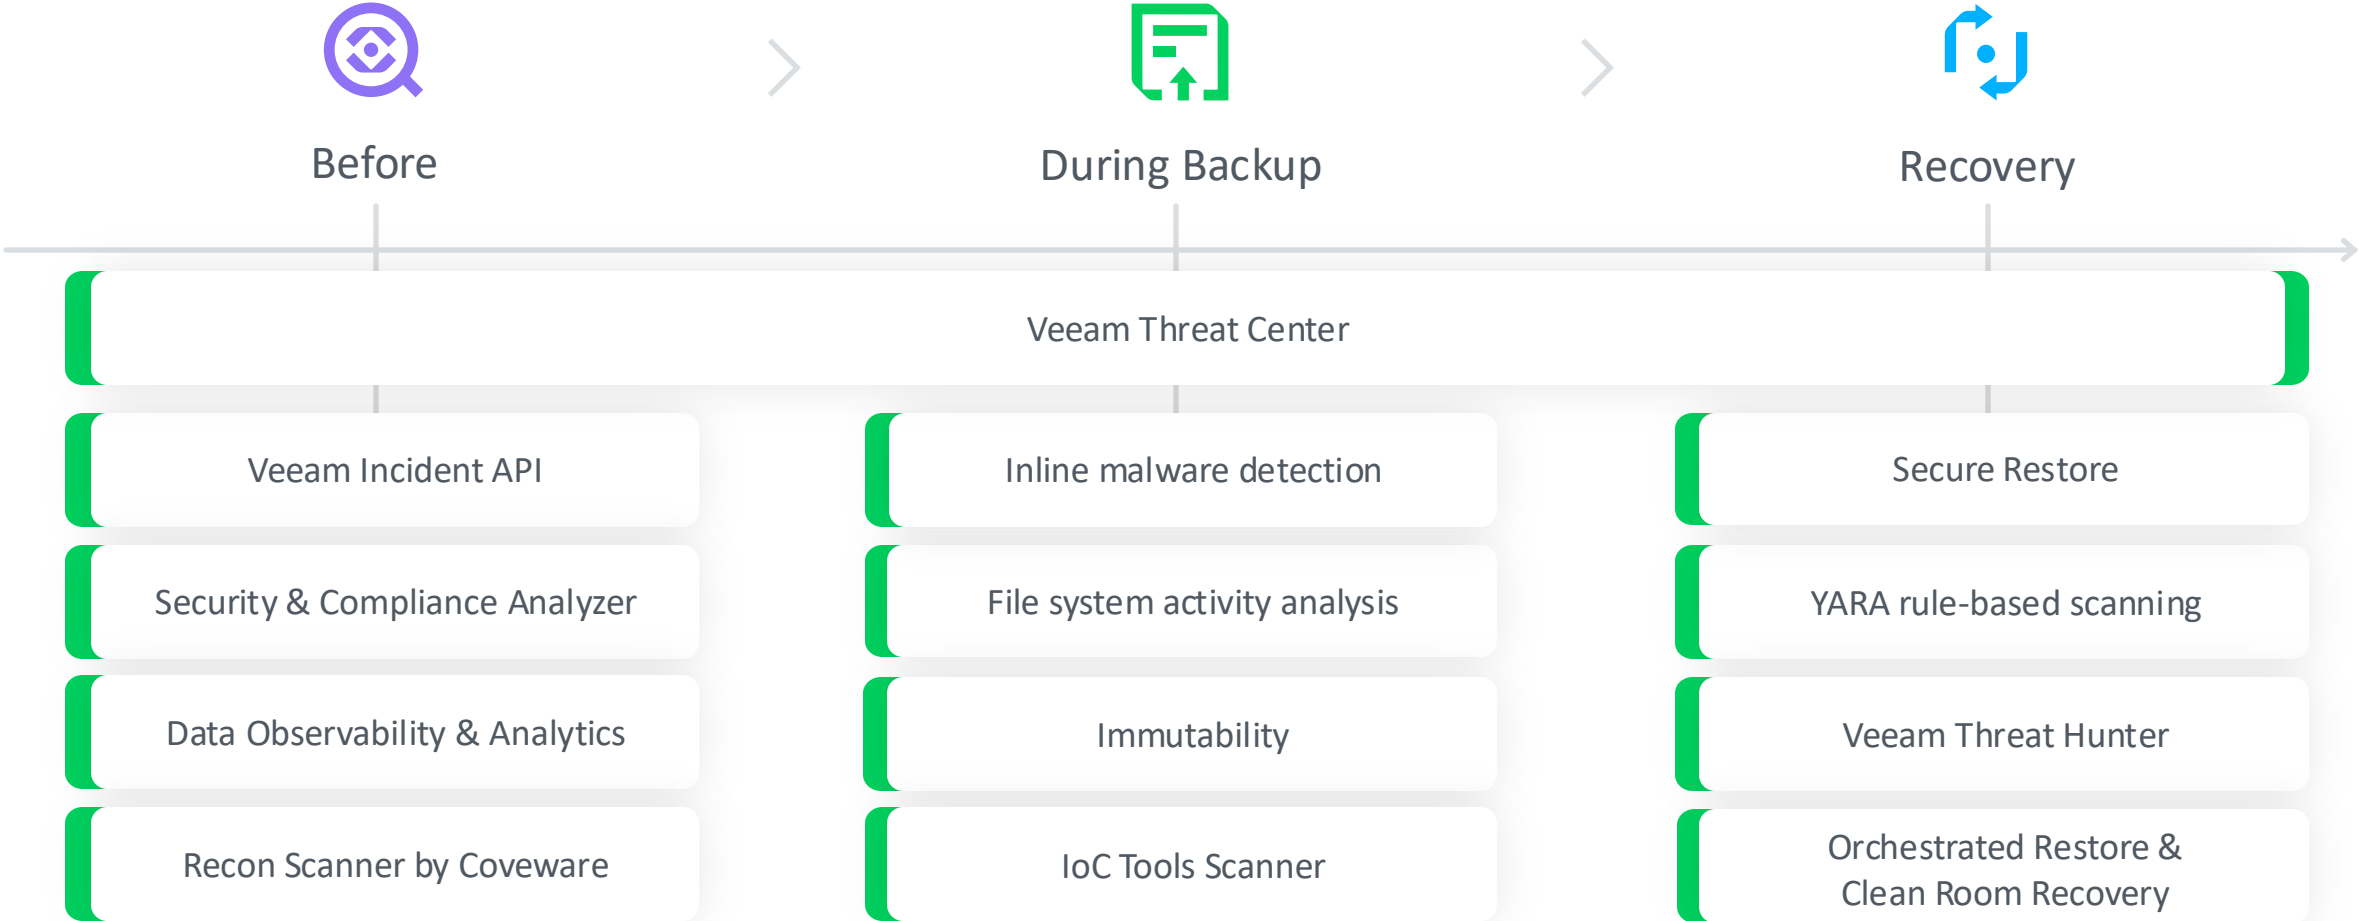 Before
During Backup
Recovery
Veeam Threat Center
Veeam Incident API
Inline malware detection
Secure Restore
Security & Compliance Analyzer
File system activity analysis
YARA rule-based scanning
Data Observability & Analytics
Immutability
Veeam Threat Hunter
Recon Scanner by Coveware
IoC Tools Scanner
Orchestrated Restore &
Clean Room Recovery